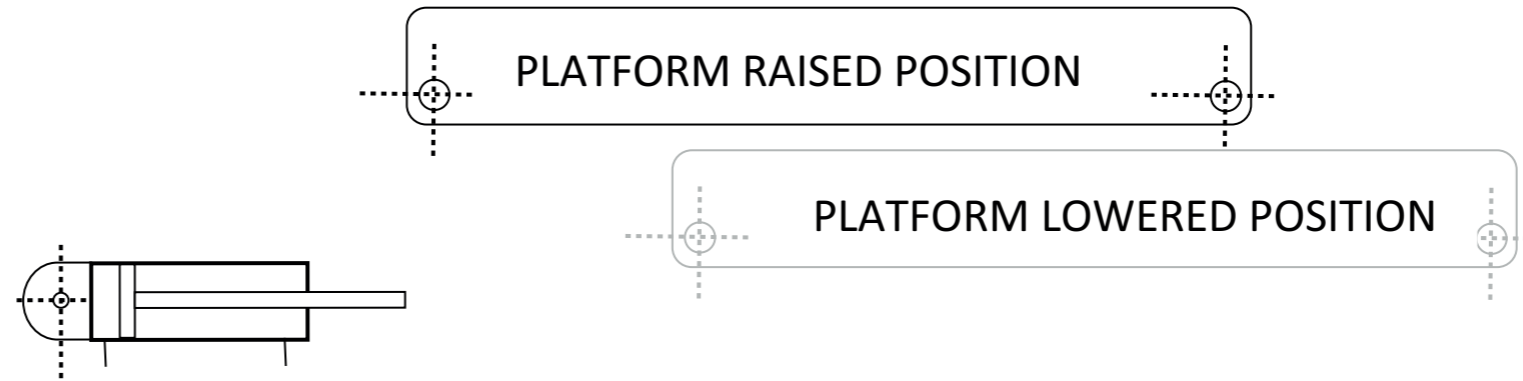 PLATFORM RAISED POSITION
PLATFORM LOWERED POSITION